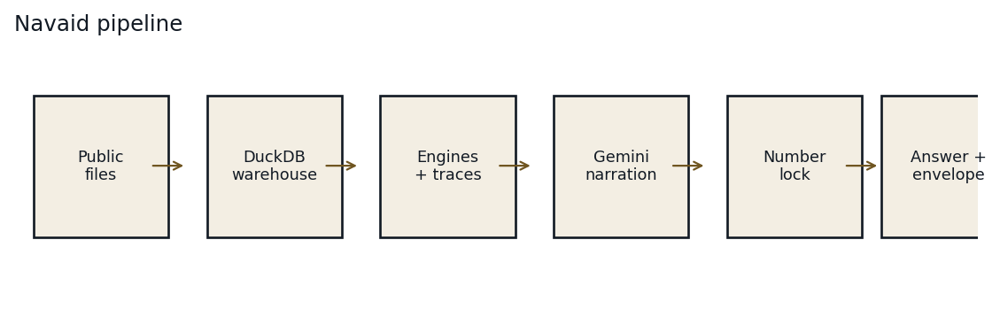 Navaid pipeline
Public
files
DuckDB
warehouse
Engines
+ traces
Gemini
narration
Number
lock
Answer +
envelope